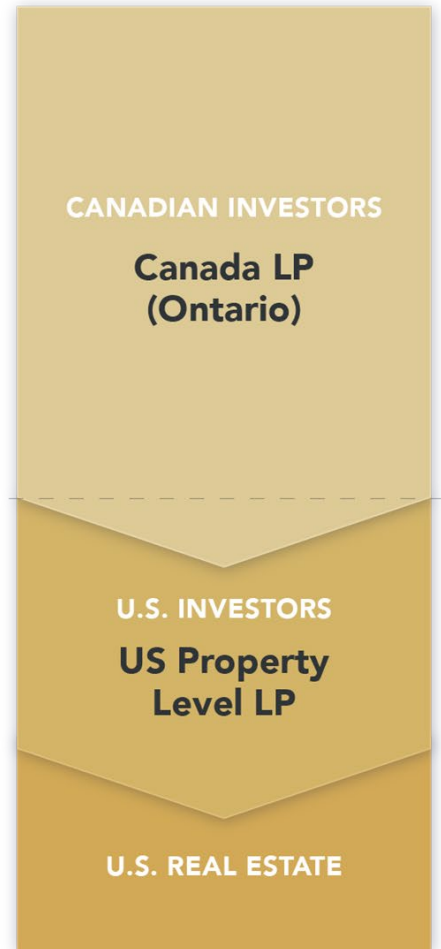 CANADIAN INVESTORS
Canada LP
(Ontario)
U.S. INVESTORS
US Property
Level LP
U.S. REAL ESTATE